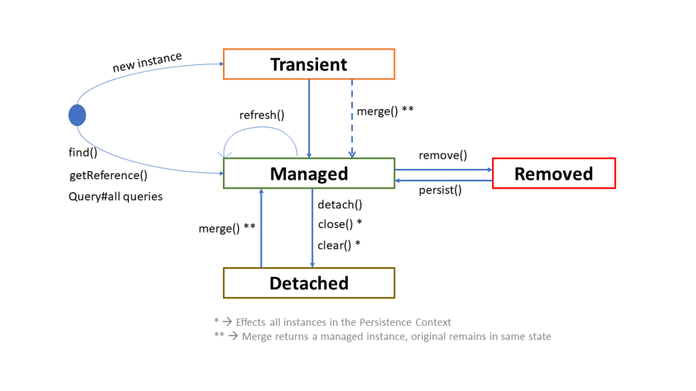 new instance
Transient
refresh()
merge() **
find()
getReference()
Query#all queries
Managed
remove()
persist()
Removed
merge() **
detach()
close() *
clear() *
Detached
* → Effects all instances in the Persistence Context
** → Merge returns a managed instance, original remains in same state